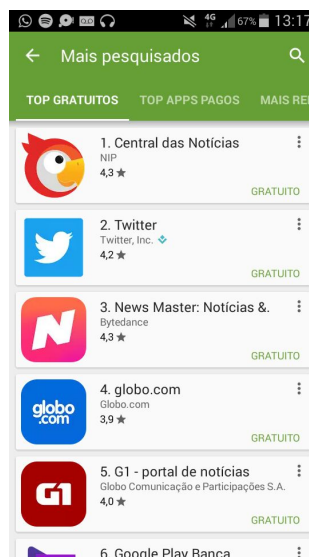 4G 67% 13:17
Mais pesquisados
TOP GRATUITOS TOP APPS PAGOS MAIS REI
1. Central das Notícias
NIP
4,3 ★
GRATUITO
2. Twitter
Twitter, Inc.
4,2 ★
GRATUITO
N
3. News Master: Notícias &.
Bytedance
4,3 ★
GRATUITO
globo
.com
4. globo.com
Globo.com
3,9 ★
GRATUITO
G1
5. G1 - portal de notícias
Globo Comunicação e Participações S.A.
4,0 ★
GRATUITO
6. Google Play Banca